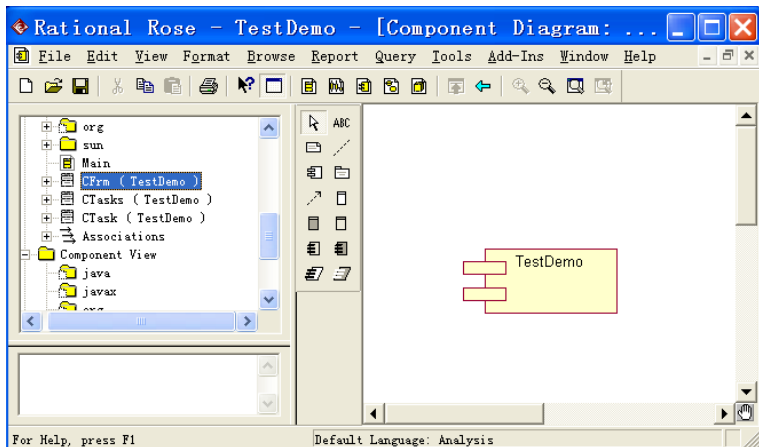 Rational Rose - TestDemo - [Component Diagram: ...
File Edit View Format Browse Report Query Tools Add-Ins Window Help
ABC
org
sun
Main
CFrm ( TestDemo )
CTasks ( TestDemo )
CTask ( TestDemo )
Associations
Component View
java
javax
org
TestDemo
For Help, press F1
Default Language: Analysis